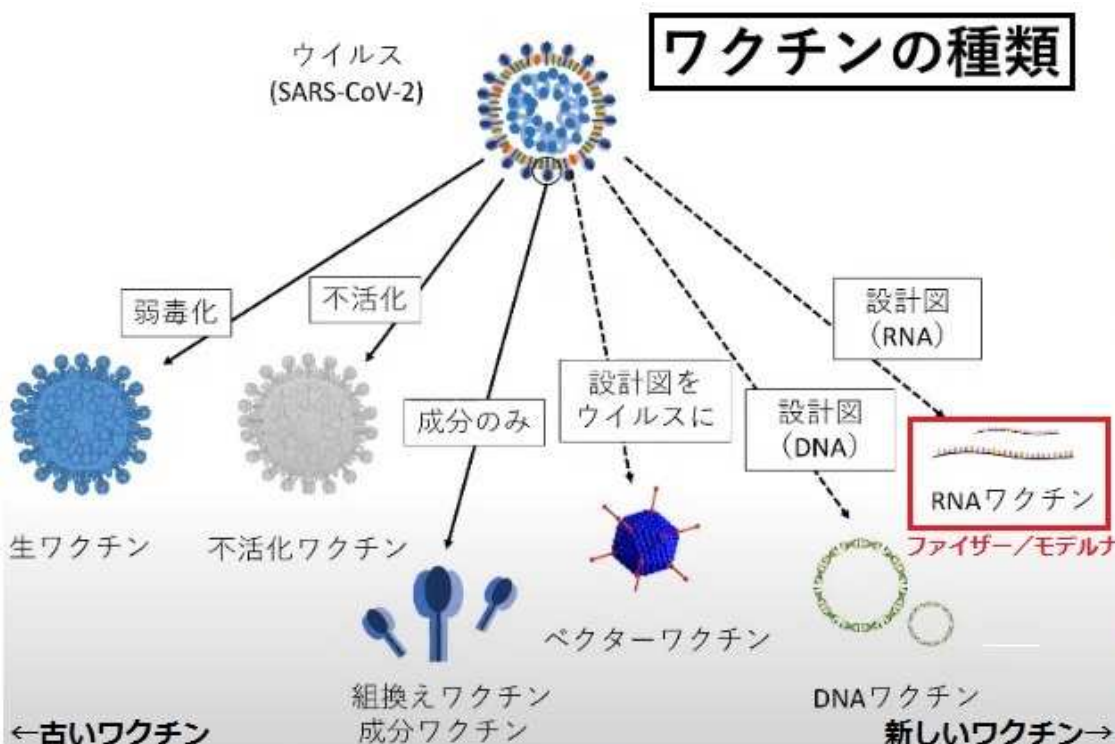 ワクチンの種類
ウイルス
(SARS-CoV-2)
弱毒化
不活化
成分のみ
設計図を
ウイルスに
設計図
(DNA)
設計図
(RNA)
生ワクチン
不活化ワクチン
組換えワクチン
成分ワクチン
ベクターワクチン
DNAワクチン
RNAワクチン
ファイザー/モデルナ
←古いワクチン
新しいワクチン→